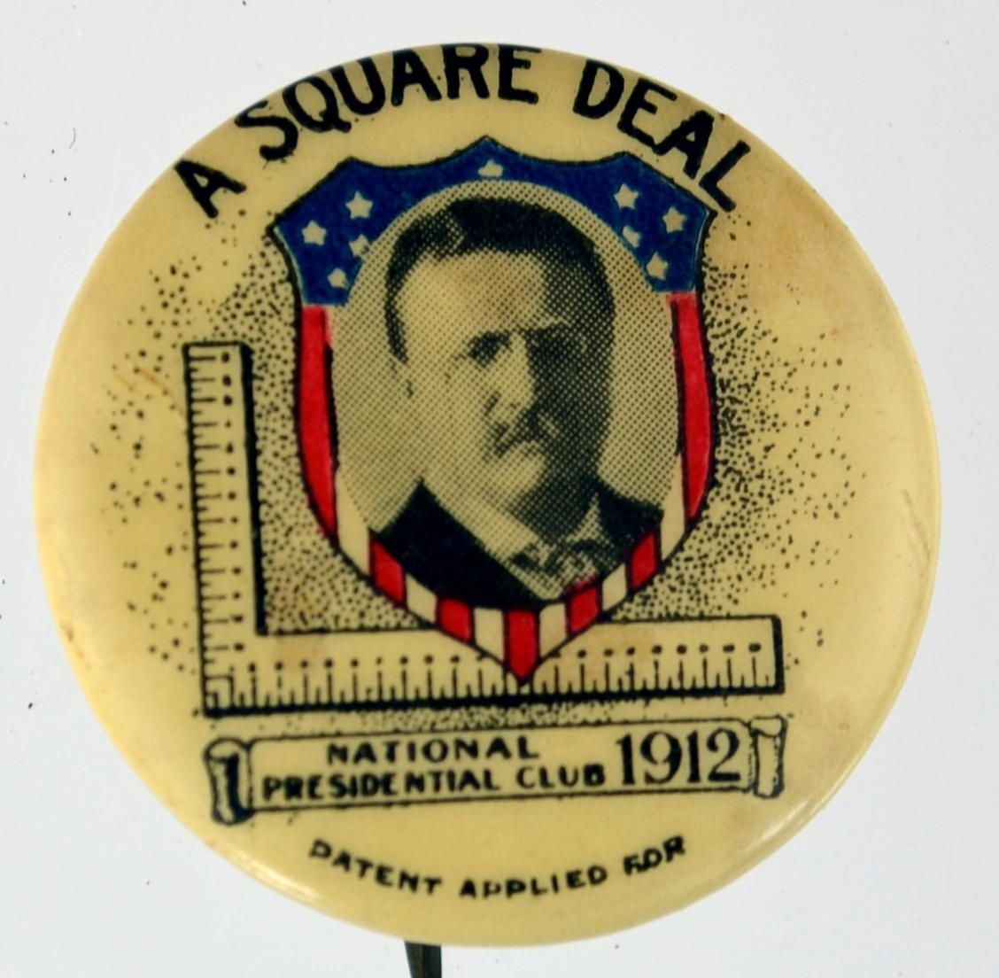 A SQUARE DEAL
NATIONAL
PRESIDENTIAL CLUB 1912
PATENT APPLIED FOR